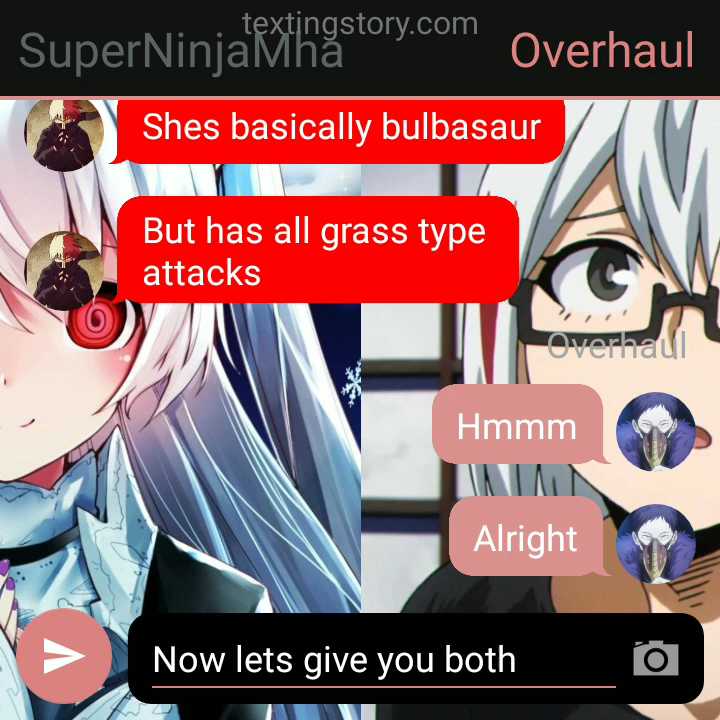 textingstory.com
SuperNinjaMha
Overhaul
Shes basically bulbasaur
But has all grass type
attacks
Overhaul
Hmmm
Alright
Now lets give you both